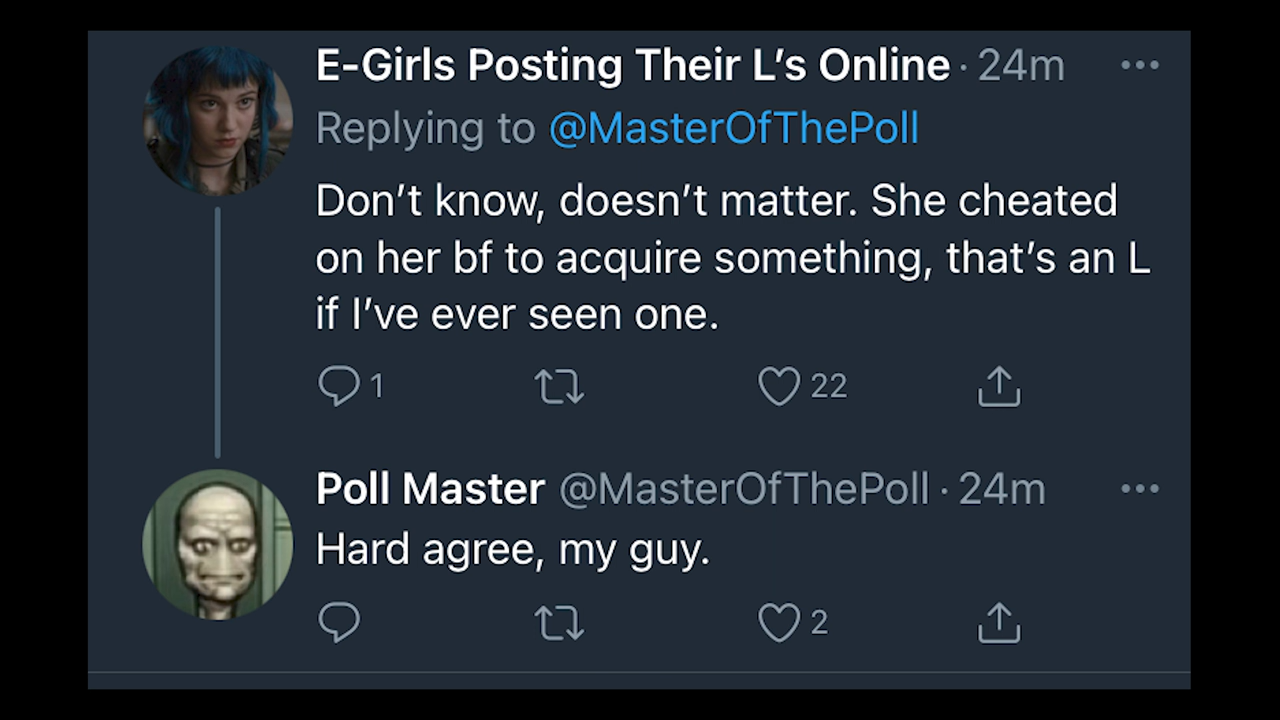 E-Girls Posting Their L’s Online · 24m
Replying to @MasterOfThePoll
Don’t know, doesn’t matter. She cheated
on her bf to acquire something, that’s an L
if I’ve ever seen one.
1 22
Poll Master @MasterOfThePoll · 24m
Hard agree, my guy.
2